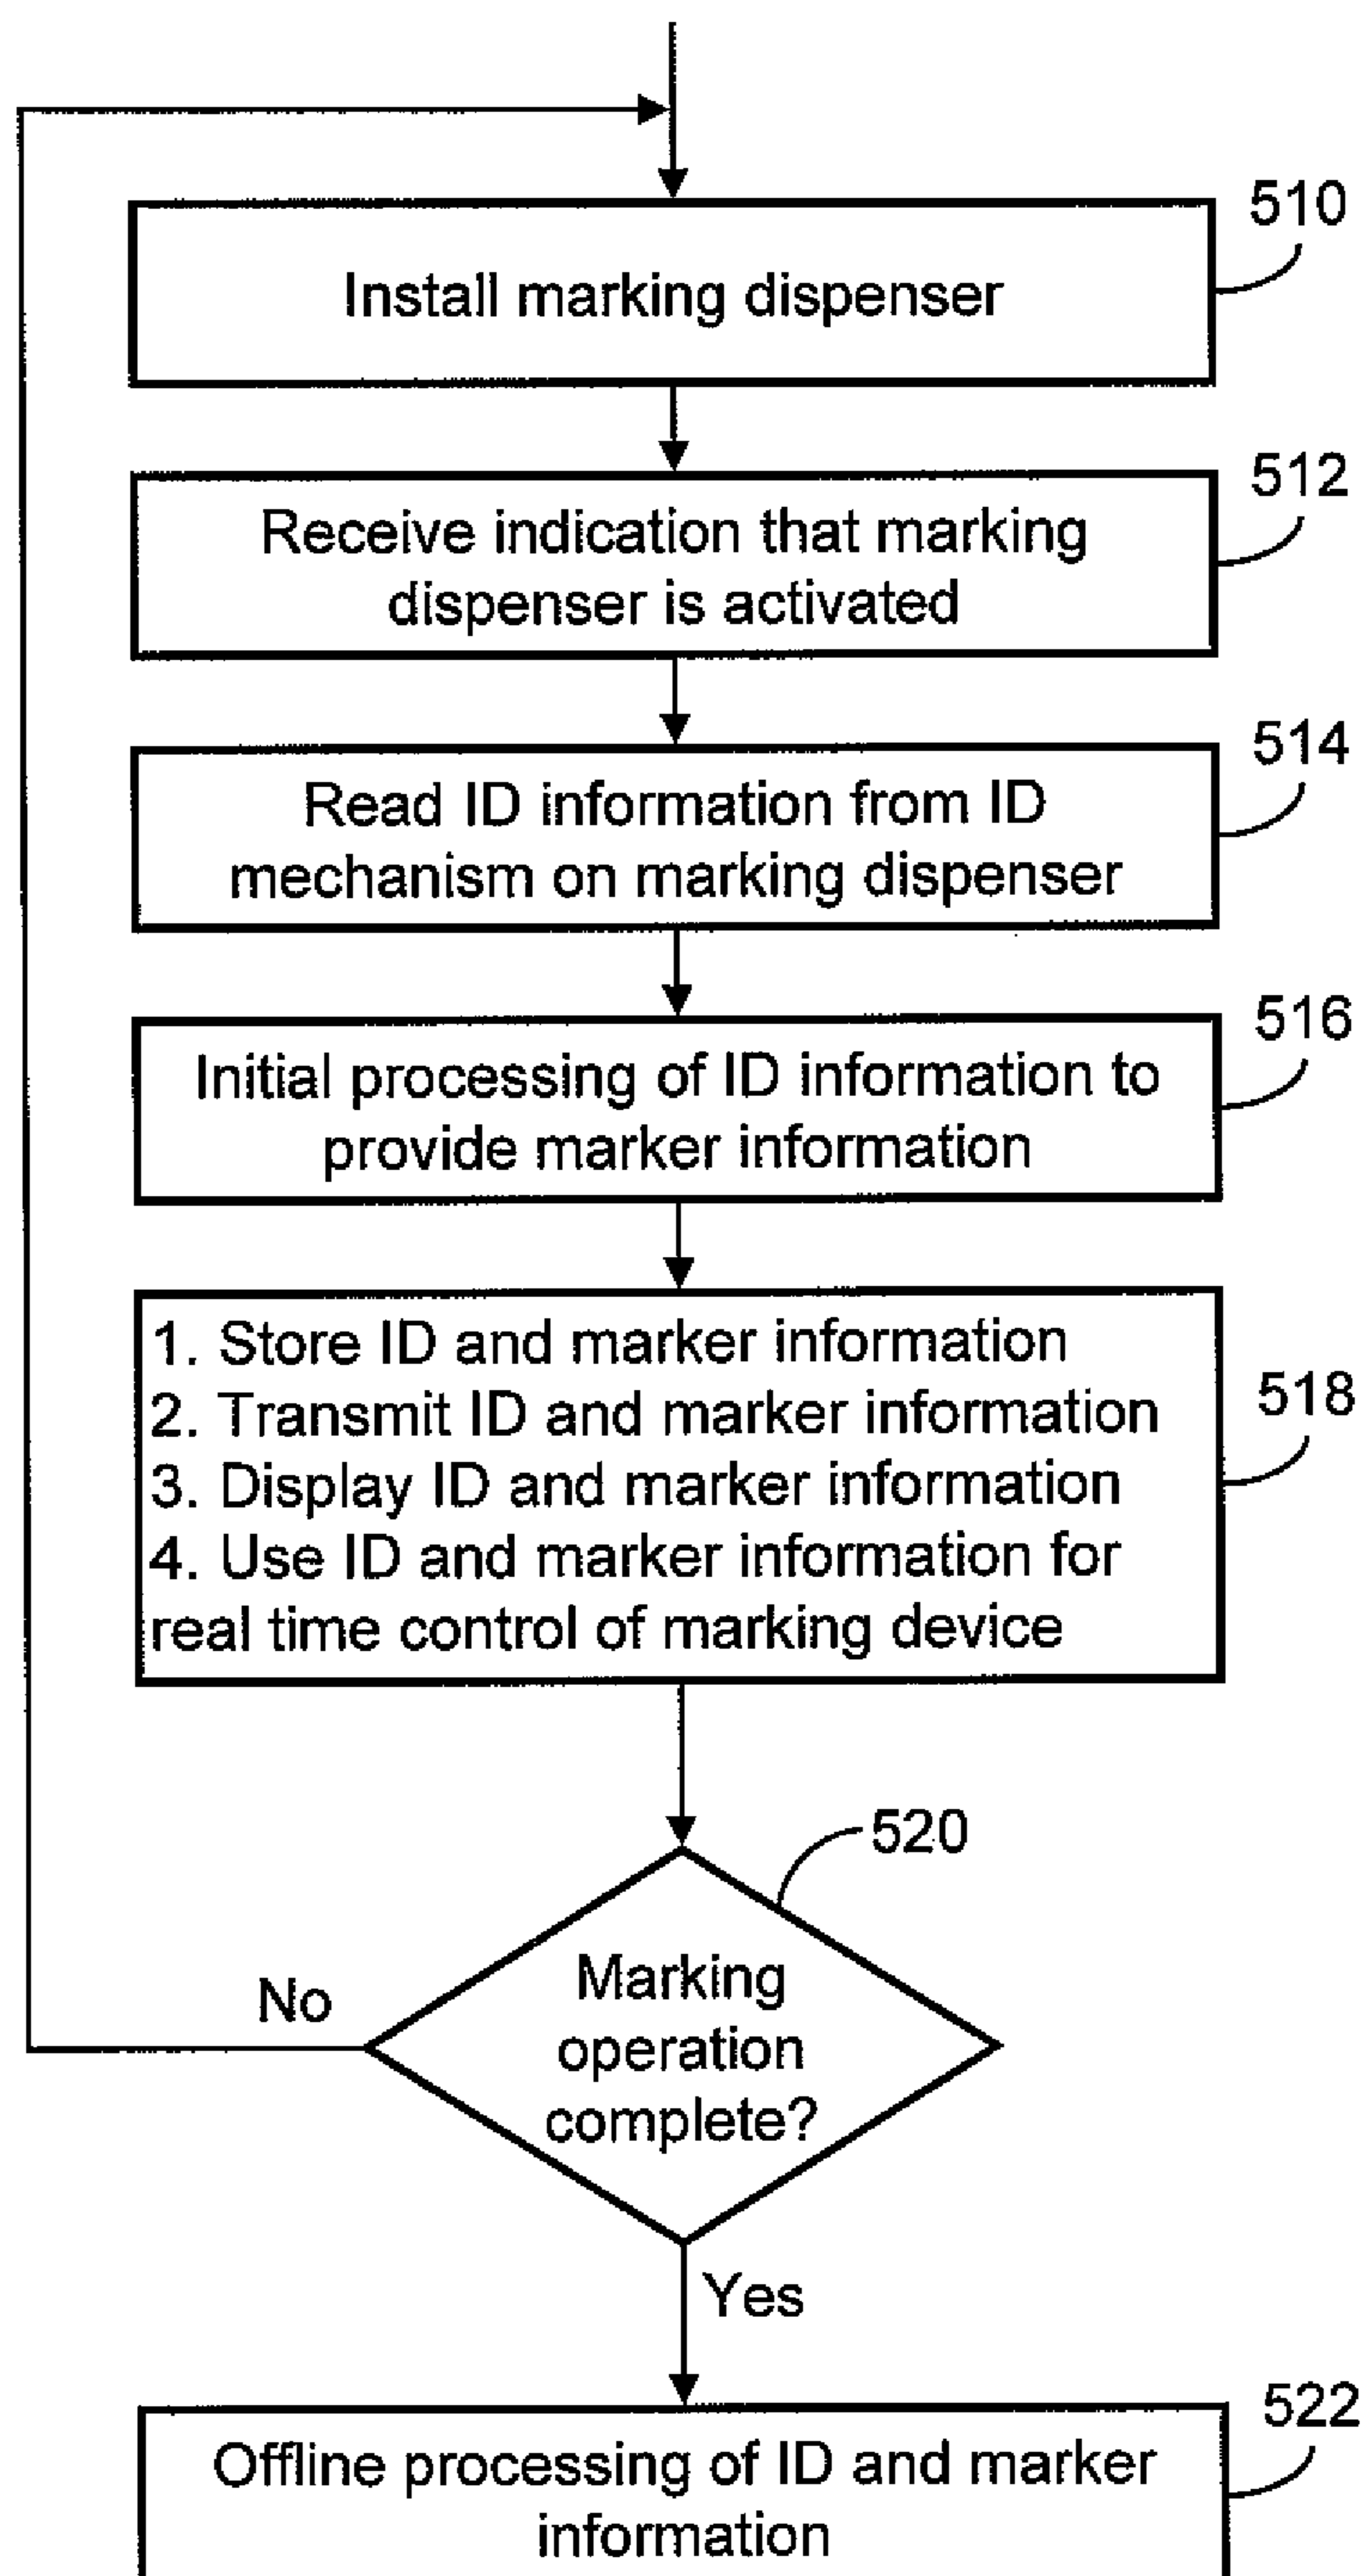 510
Install marking dispenser
512
Receive indication that marking
dispenser is activated
514
Read ID information from ID
mechanism on marking dispenser
516
Initial processing of ID information to
provide marker information
518
1. Store ID and marker information
2. Transmit ID and marker information
3. Display ID and marker information
4. Use ID and marker information for
real time control of marking device
520
Marking
operation
complete?
No
Yes
522
Offline processing of ID and marker
information